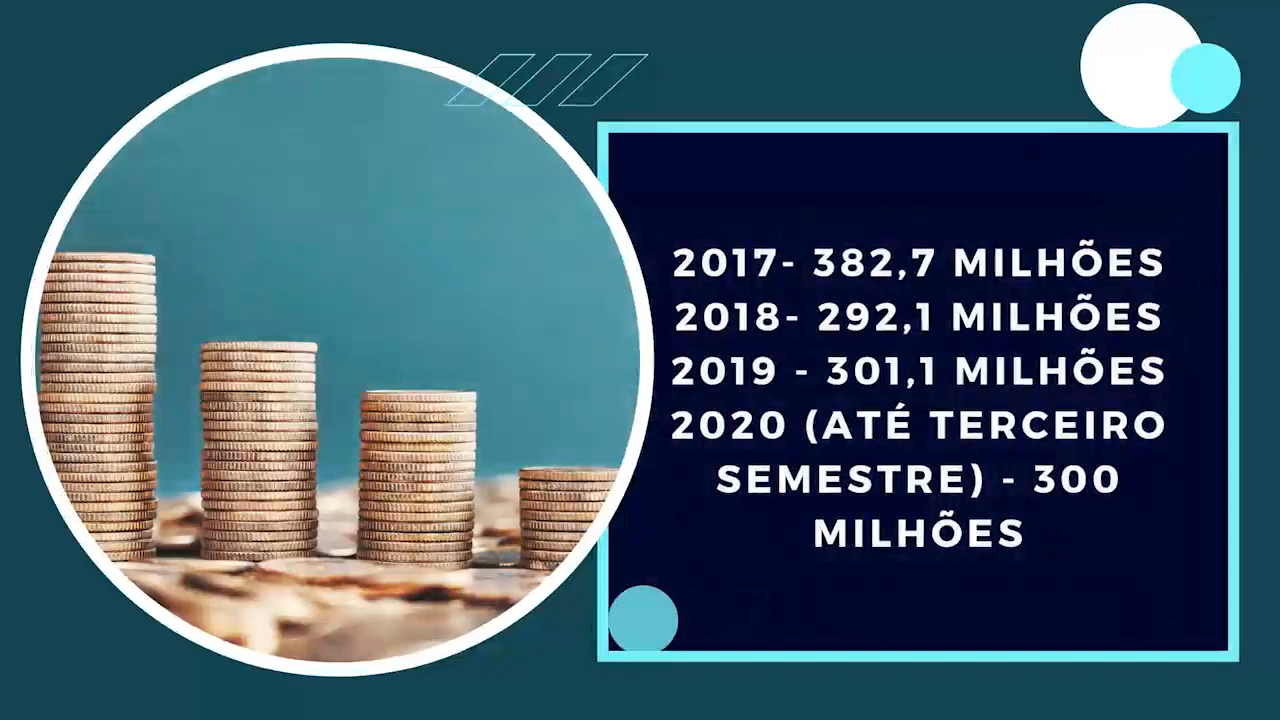 2017- 382,7 MILHÕES
2018- 292,1 MILHÕES
2019 - 301,1 MILHÕES
2020 (ATÉ TERCEIRO
SEMESTRE) - 300
MILHÕES